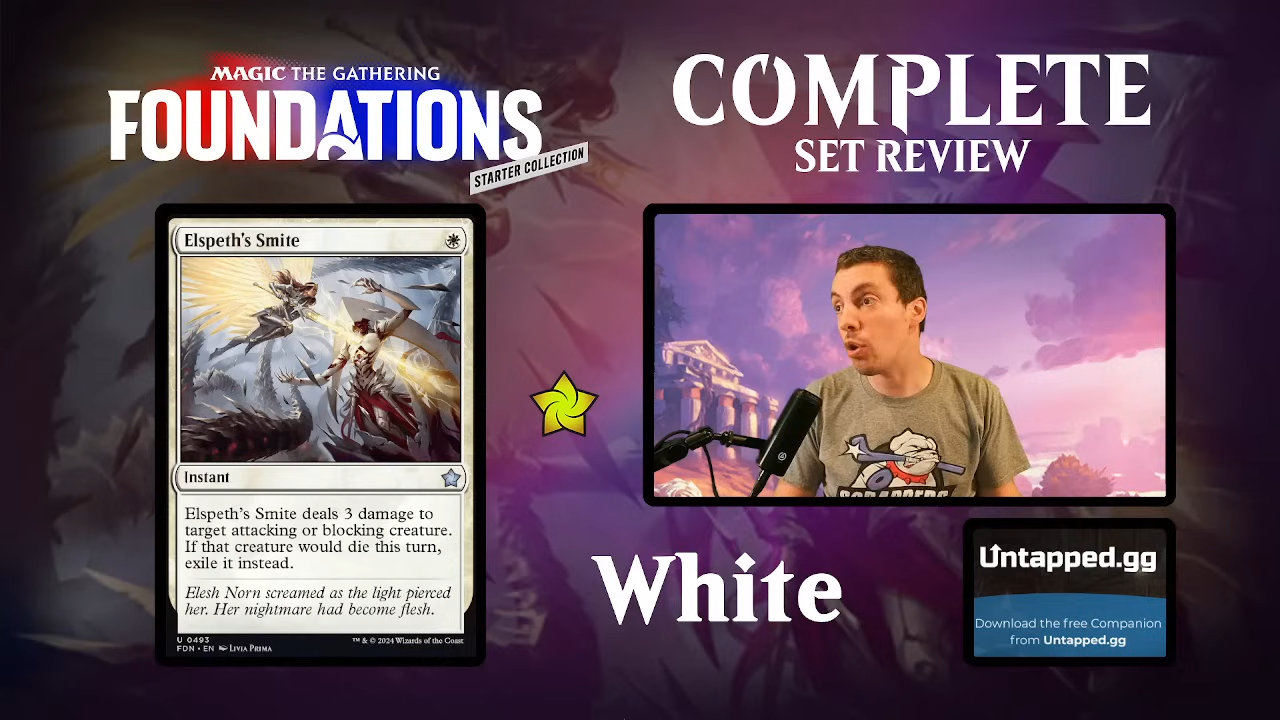 MAGIC THE GATHERING
FOUNDATIONS
STARTER COLLECTION
COMPLETE
SET REVIEW
Elspeth's Smite
Instant
Elspeth's Smite deals 3 damage to
target attacking or blocking creature.
If that creature would die this turn,
exile it instead.
Elesh Norn screamed as the light pierced
her. Her nightmare had become flesh.
U 0493
FDN • EN LIVIA PRIMA
™ & © 2024 Wizards of the Coast
White
Untapped.gg
Download the free Companion
from Untapped.gg